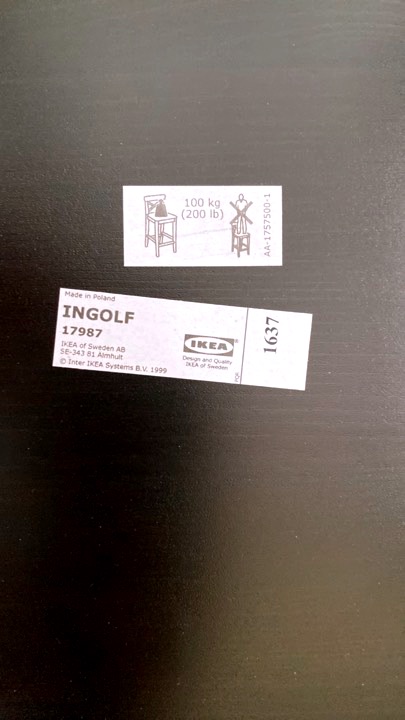 100 kg
(200 lb)
AA-1757500-1
Made in Poland
INGOLF
17987
IKEA of Sweden AB
SE-343 81 Älmhult
© Inter IKEA Systems B.V. 1999
IKEA
Design and Quality
IKEA of Sweden
PQR
1637